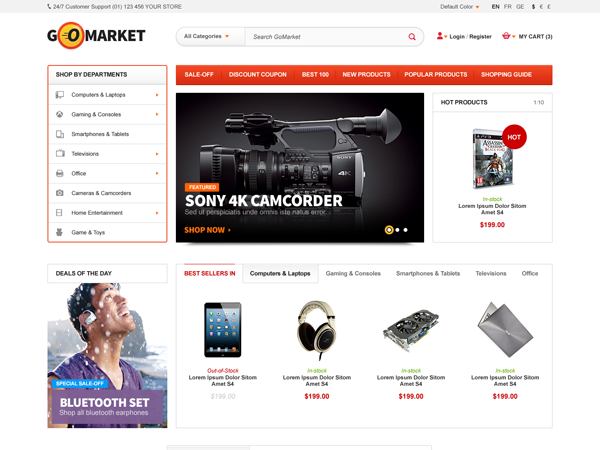 24/7 Customer Support (01) 123 456 YOUR STORE
Default Color
EN FR GE
$ € £
GOMARKET
All Categories
Search GoMarket
Login / Register
MY CART (3)
SHOP BY DEPARTMENTS
Computers & Laptops
Gaming & Consoles
Smartphones & Tablets
Televisions
Office
Cameras & Camcorders
Home Entertainment
Game & Toys
SALE-OFF
DISCOUNT COUPON
BEST 100
NEW PRODUCTS
POPULAR PRODUCTS
SHOPPING GUIDE
SONY
4K
FEATURED
SONY 4K CAMCORDER
Sed ut perspiciatis unde omnis iste natus error
SHOP NOW
HOT PRODUCTS
1-10
HOT
In-stock
Lorem Ipsum Dolor Sitom
Amet S4
$199.00
DEALS OF THE DAY
SPECIAL SALE-OFF
BLUETOOTH SET
Shop all bluetooth earphones
BEST SELLERS IN
Computers & Laptops
Gaming & Consoles
Smartphones & Tablets
Televisions
Office
Out-of-Stock
Lorem Ipsum Dolor Sitom
Amet S4
$199.00
In-stock
Lorem Ipsum Dolor Sitom
Amet S4
$199.00
In-stock
Lorem Ipsum Dolor Sitom
Amet S4
$199.00
In-stock
Lorem Ipsum Dolor Sitom
Amet S4
$199.00